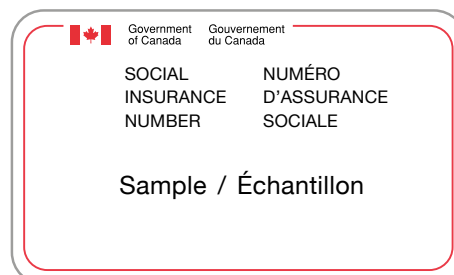 Government Gouvernement
of Canada du Canada
SOCIAL NUMÉRO
INSURANCE D'ASSURANCE
NUMBER SOCIALE
Sample / Échantillon